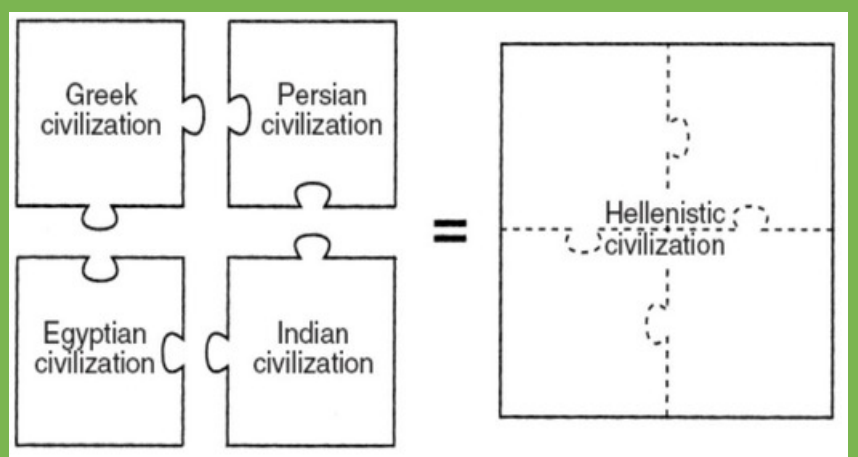 Greek
civilization
Persian
civilization
Egyptian
civilization
Indian
civilization
=
Hellenistic
civilization